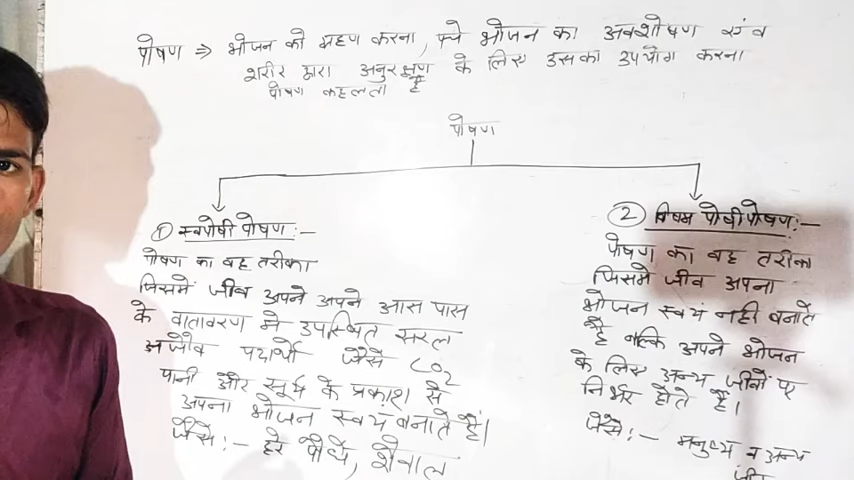 पोषण ⇒ भोजन को ग्रहण करना, पचे भोजन का अवशोषण एंव
शरीर द्वारा अनुरक्षण के लिए उसका उपयोग करना
पोषण कहलता है
पोषण
① स्वपोषी पोषण:-
पोषण का वह तरीका
जिसमें जीव अपने अपने आस पास
के वातावरण मे उपस्थित सरल
अजैव पदार्थो जैसे CO2
पानी और सूर्य के प्रकाश से
अपना भोजन स्वयं बनाते हैं।
जैसे:- हरे पौधे, शैवाल
② विषम पोषीपोषण:-
पोषण का वह तरीका
जिसमे जीव अपना
भोजन स्वयं नही बनाते
है बल्कि अपने भोजन
के लिए अन्य जीवों पर
निर्भर होते हैं।
जैसे:- मनुष्य व अन्य
जीव